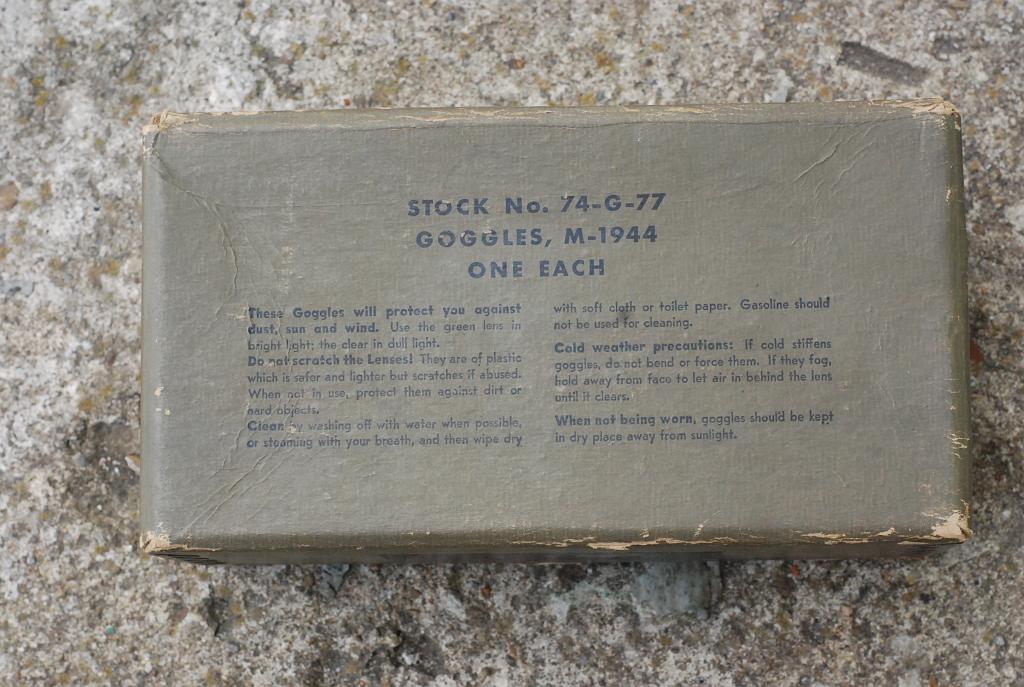 STOCK No. 74-G-77
GOGGLES, M-1944
ONE EACH
These Goggles will protect you against
dust, sun and wind. Use the green lens in
bright light; the clear in dull light.
Do not scratch the Lenses! They are of plastic
which is safer and lighter but scratches if abused.
When not in use, protect them against dirt or
hard objects.
Clean by washing off with water when possible,
or steaming with your breath, and then wipe dry
with soft cloth or toilet paper. Gasoline should
not be used for cleaning.
Cold weather precautions: If cold stiffens
goggles, do not bend or force them. If they fog,
hold away from face to let air in behind the lens
until it clears.
When not being worn, goggles should be kept
in dry place away from sunlight.